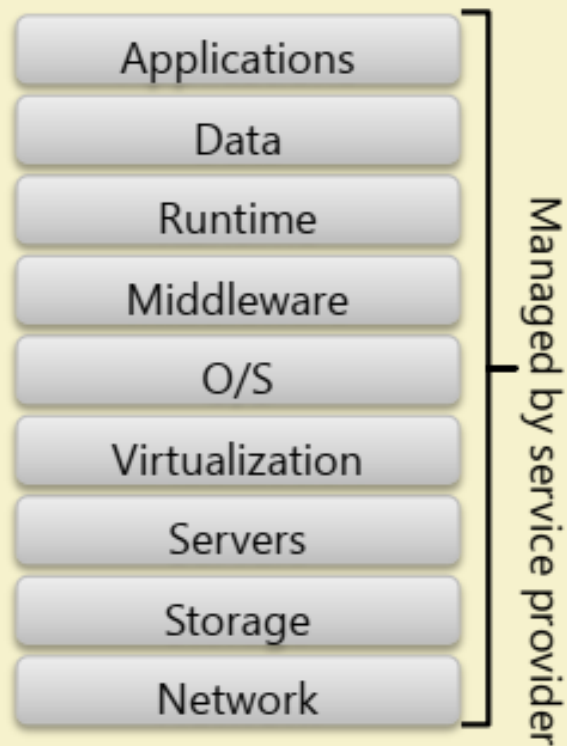 Applications
Data
Runtime
Middleware
O/S
Virtualization
Servers
Storage
Network
Managed by service provider